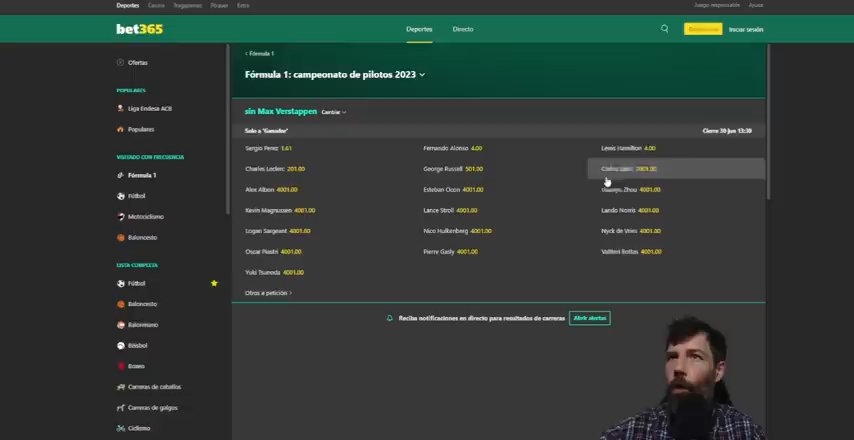 Deportes Casino Tragaperras Póquer Extra Juego responsable Ayuda
bet365 Deportes Directo Iniciar sesión
Ofertas
POPULARES
Liga Endesa ACB
Populares
VISITADO CON FRECUENCIA
Fórmula 1
Fútbol
Motociclismo
Baloncesto
LISTA COMPLETA
Fútbol
Baloncesto
Balonmano
Béisbol
Boxeo
Carreras de caballos
Carreras de galgos
Ciclismo
‹ Fórmula 1
Fórmula 1: campeonato de pilotos 2023
sin Max Verstappen Cambiar
Solo a 'Ganador' Cierre 30 Jun 13:30
Sergio Perez 1.61 Fernando Alonso 4.00 Lewis Hamilton 4.00
Charles Leclerc 201.00 George Russell 501.00
Alex Albon 4001.00 Esteban Ocon 4001.00 Zhou 4001.00
Kevin Magnussen 4001.00 Lance Stroll 4001.00 Lando Norris 4001.00
Logan Sargeant 4001.00 Nico Hulkenberg 4001.00 Nyck de Vries 4001.00
Oscar Piastri 4001.00 Pierre Gasly 4001.00 Valtteri Bottas 4001.00
Yuki Tsunoda 4001.00
Otros a petición >
Reciba notificaciones en directo para resultados de carreras Abrir alertas